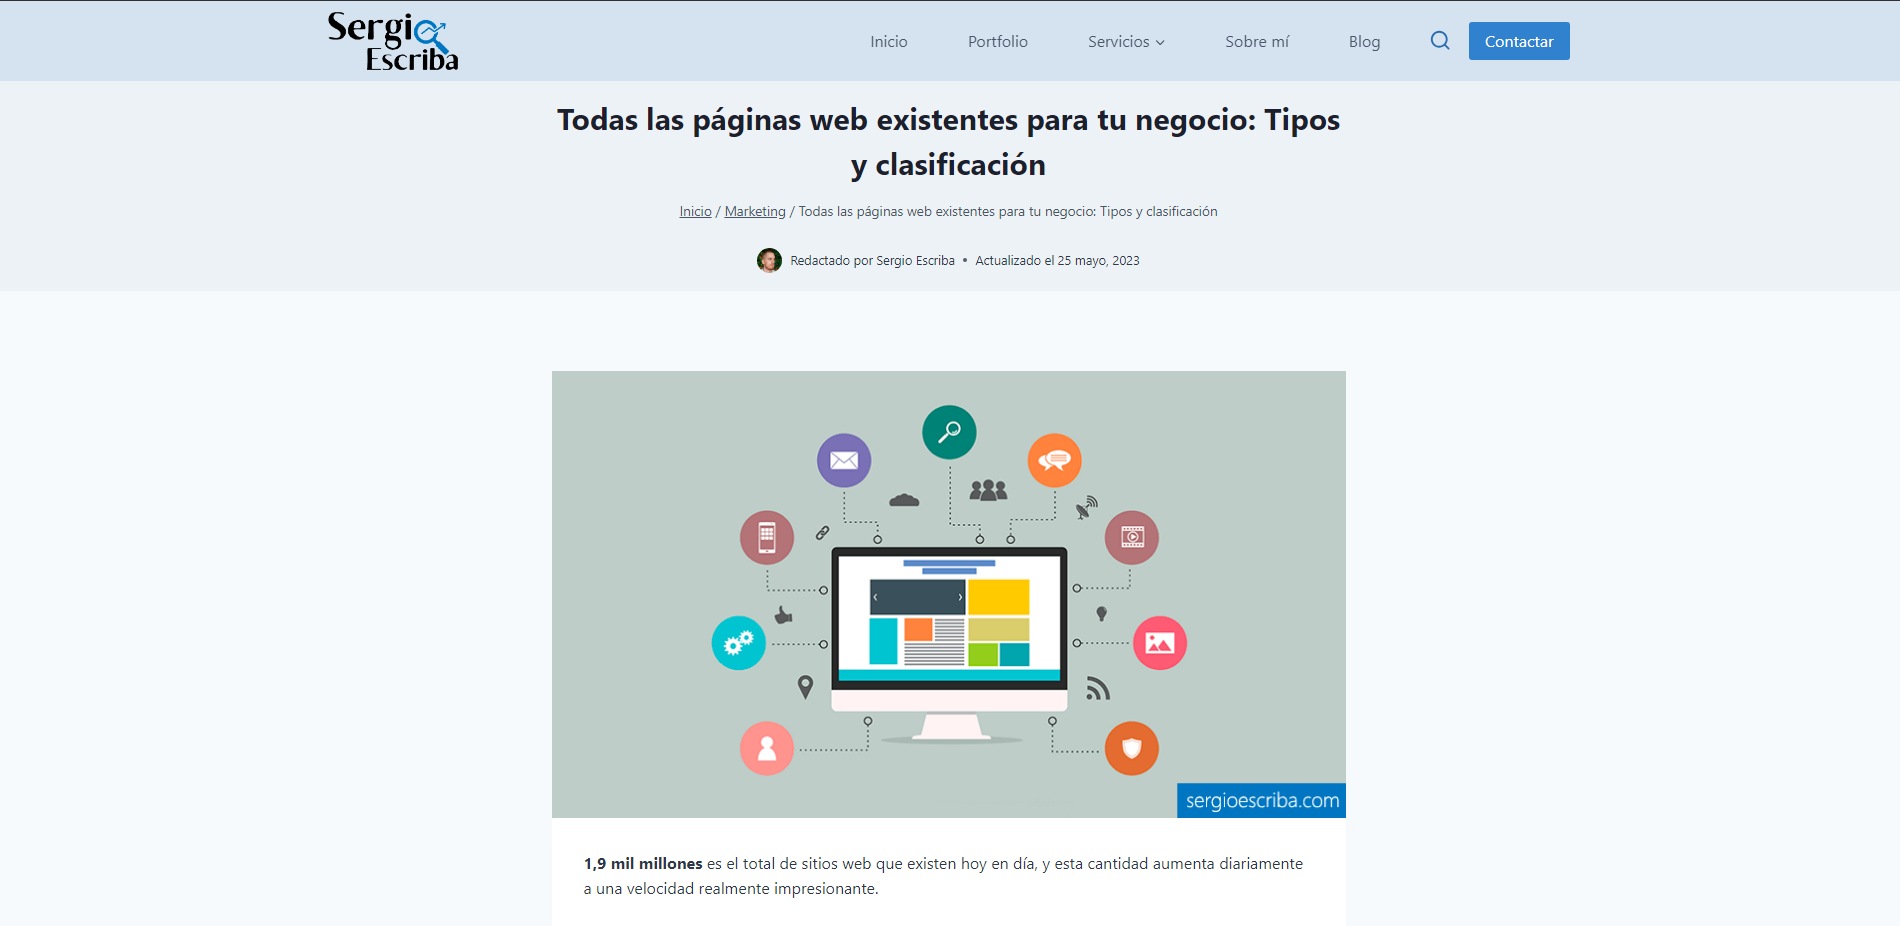 Sergio
Escriba
Inicio
Portfolio
Servicios
Sobre mí
Blog
Contactar
Todas las páginas web existentes para tu negocio: Tipos
y clasificación
Inicio / Marketing / Todas las páginas web existentes para tu negocio: Tipos y clasificación
Redactado por Sergio Escriba • Actualizado el 25 mayo, 2023
sergioescriba.com
1,9 mil millones es el total de sitios web que existen hoy en día, y esta cantidad aumenta diariamente
a una velocidad realmente impresionante.